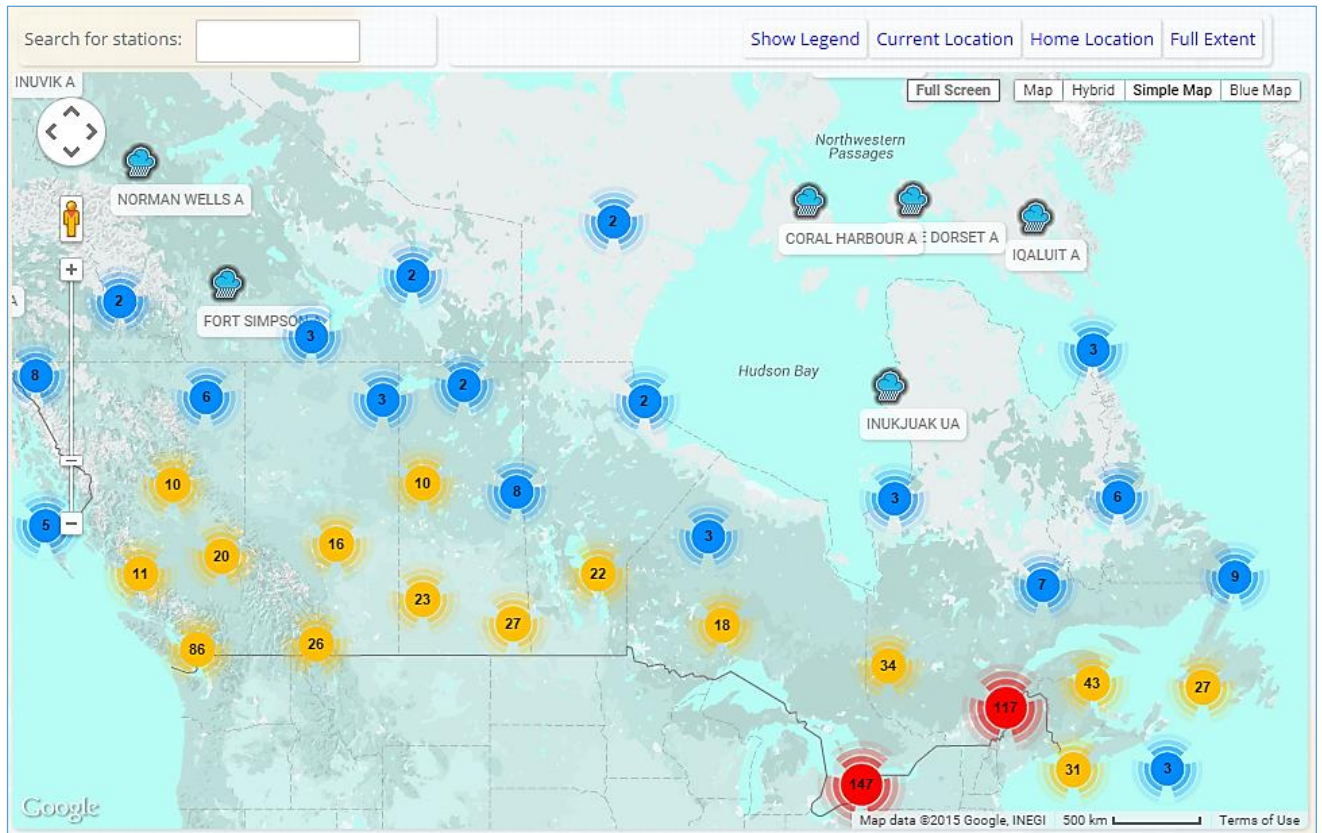 Search for stations:
Show Legend Current Location Home Location Full Extent
INUVIK A
Full Screen Map Hybrid Simple Map Blue Map
Northwestern
Passages
NORMAN WELLS A
2
CORAL HARBOUR A DORSET A
IQALUIT A
2
2
FORT SIMPSON
3
3
8
Hudson Bay
2
6
3
2
INUKJUAK UA
10
10
8
3
6
5
3
16
20
11
22
7
9
23
27
18
86
26
34
43
27
117
31
3
147
Google
Map data ©2015 Google, INEGI 500 km Terms of Use